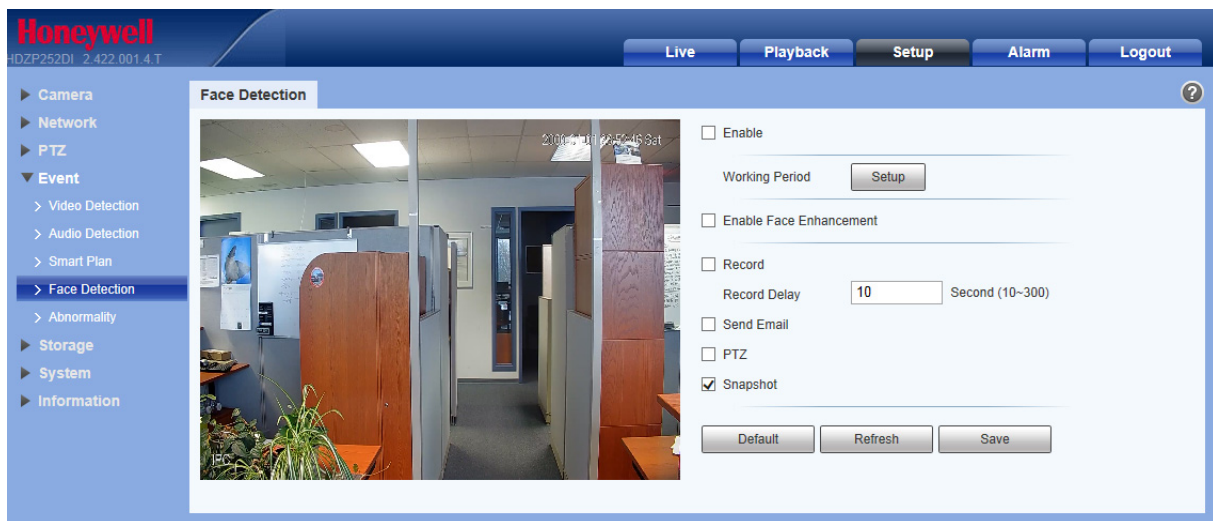 Honeywell
HDZP252DI 2.422.001.4.T
Live Playback Setup Alarm Logout
Camera
Network
PTZ
Event
> Video Detection
> Audio Detection
> Smart Plan
> Face Detection
> Abnormality
Storage
System
Information
Face Detection
?
Sat
IPC
Enable
Working Period Setup
Enable Face Enhancement
Record
Record Delay 10 Second (10~300)
Send Email
PTZ
Snapshot
Default Refresh Save